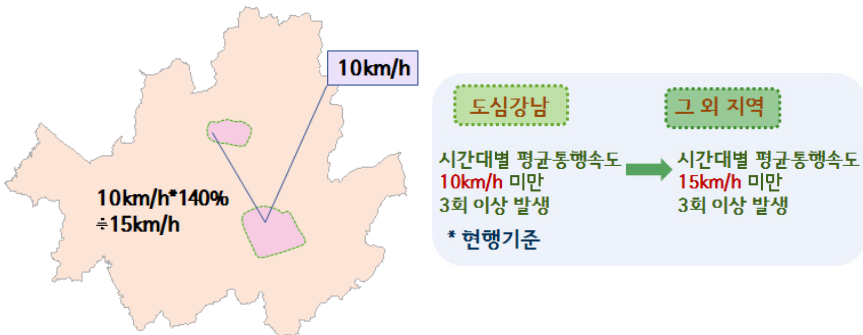 10km/h
10km/h*140%
≑15km/h
도심강남
시간대별 평균통행속도
10km/h 미만
3회 이상 발생
* 현행기준
그 외 지역
시간대별 평균통행속도
15km/h 미만
3회 이상 발생